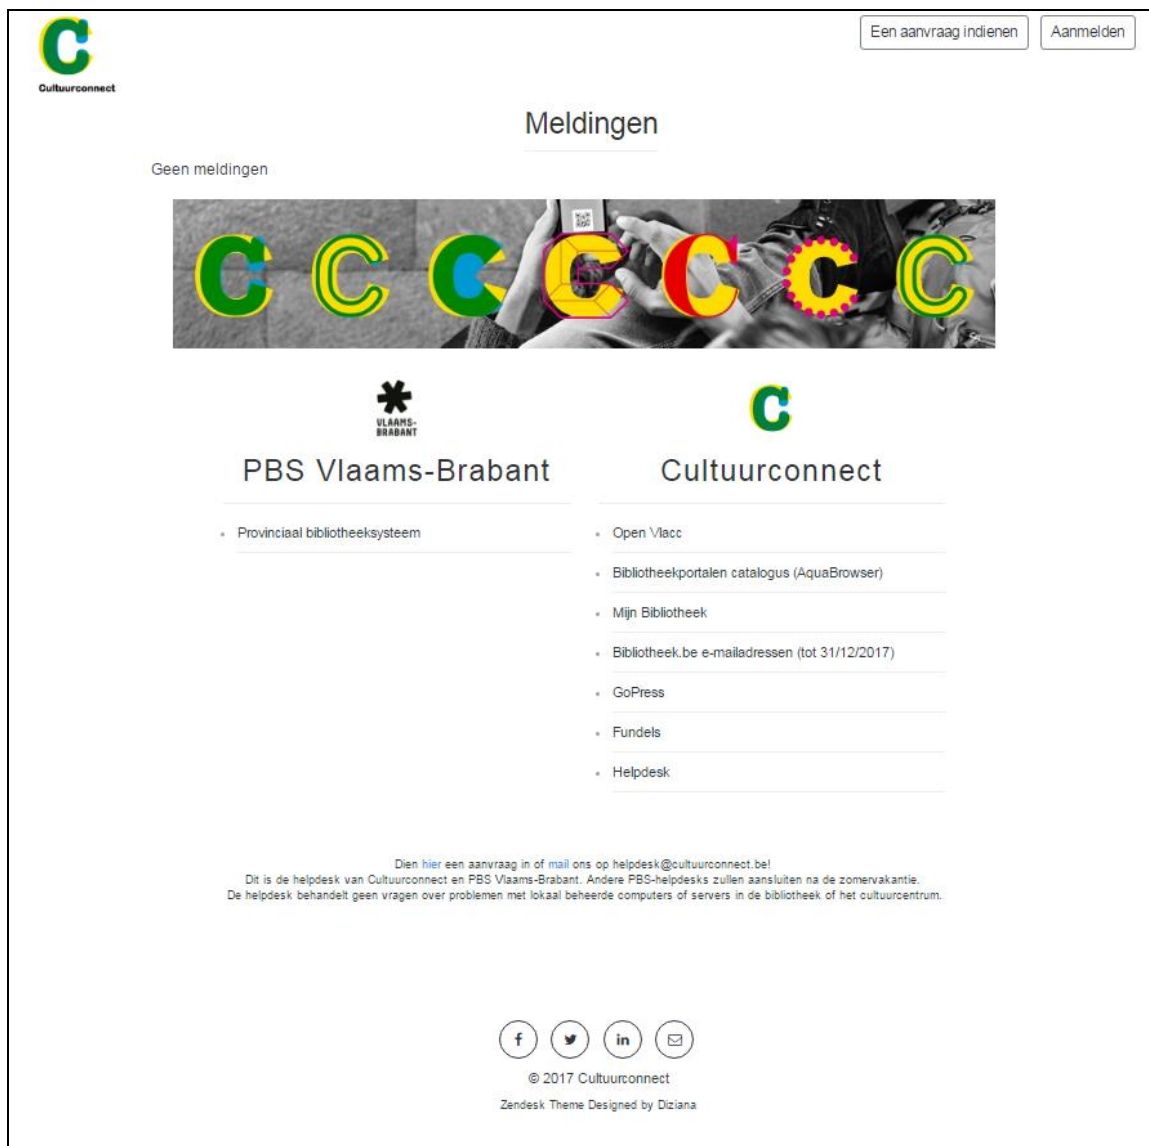 Cultuurconnect
Een aanvraag indienen
Aanmelden
Meldingen
Geen meldingen
C C C C C C C
VLAAMS-
BRABANT
C
PBS Vlaams-Brabant
Provinciaal bibliotheeksysteem
Cultuurconnect
Open Vlacc
Bibliotheekportalen catalogus (AquaBrowser)
Mijn Bibliotheek
Bibliotheek.be e-mailadressen (tot 31/12/2017)
GoPress
Fundels
Helpdesk
Dien hier een aanvraag in of mail ons op helpdesk@cultuurconnect.be!
Dit is de helpdesk van Cultuurconnect en PBS Vlaams-Brabant. Andere PBS-helpdesks zullen aansluiten na de zomervakantie.
De helpdesk behandelt geen vragen over problemen met lokaal beheerde computers of servers in de bibliotheek of het cultuurcentrum.
© 2017 Cultuurconnect
Zendesk Theme Designed by Diziana